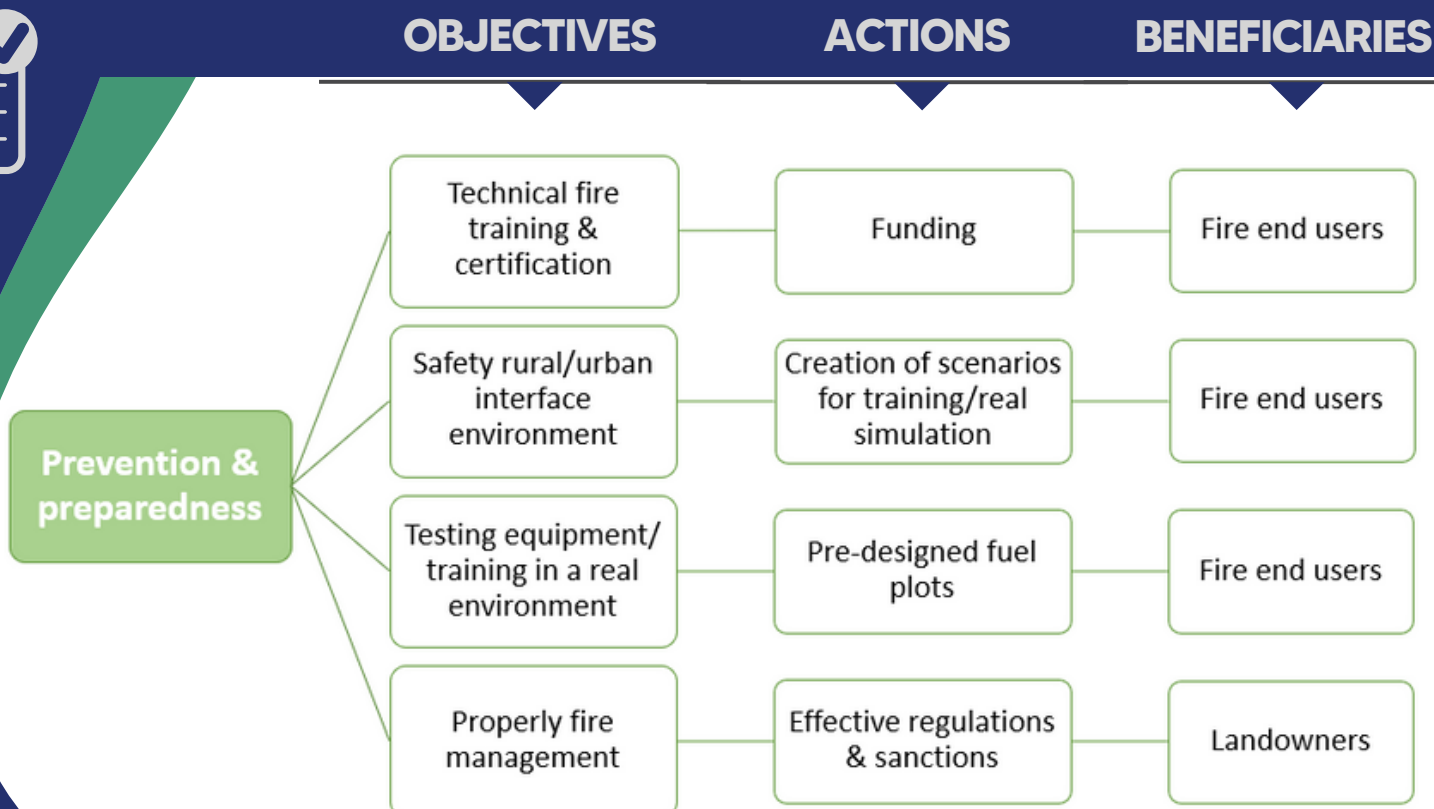 OBJECTIVES
ACTIONS
BENEFICIARIES
Technical fire
training &
certification
Funding
Fire end users
Safety rural/urban
interface
environment
Creation of scenarios
for training/real
simulation
Fire end users
Prevention &
preparedness
Testing equipment/
training in a real
environment
Pre-designed fuel
plots
Fire end users
Properly fire
management
Effective regulations
& sanctions
Landowners